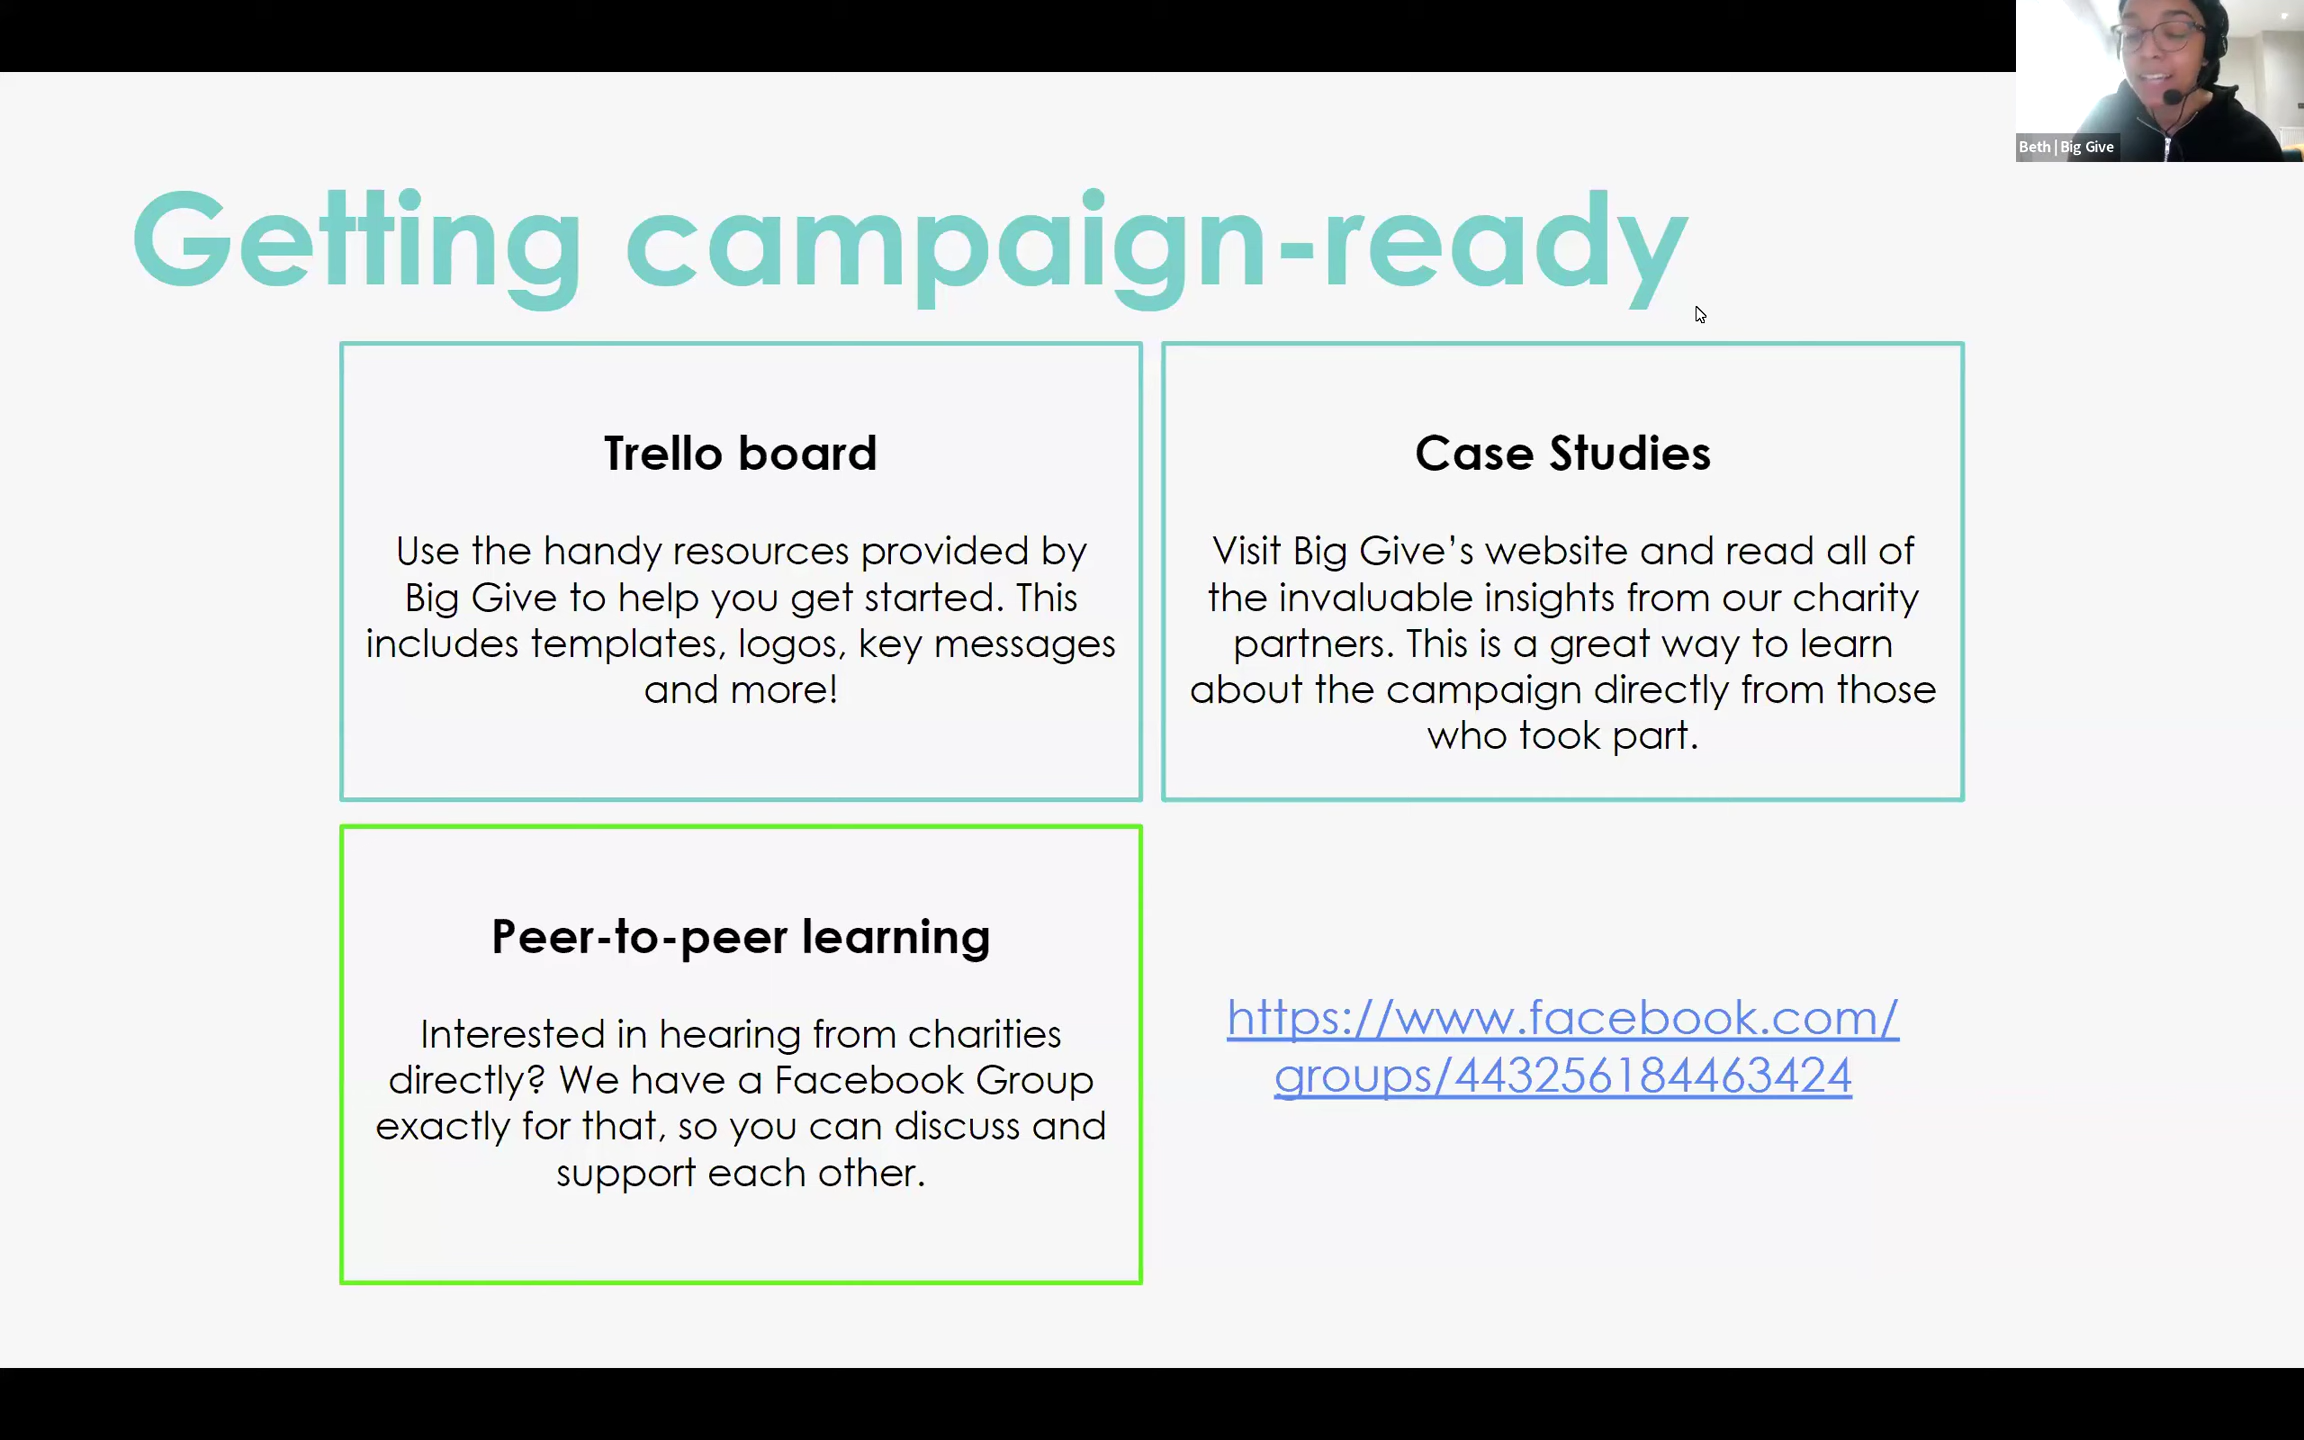 Beth | Big Give
Getting campaign-ready
Trello board
Use the handy resources provided by
Big Give to help you get started. This
includes templates, logos, key messages
and more!
Case Studies
Visit Big Give’s website and read all of
the invaluable insights from our charity
partners. This is a great way to learn
about the campaign directly from those
who took part.
Peer-to-peer learning
Interested in hearing from charities
directly? We have a Facebook Group
exactly for that, so you can discuss and
support each other.
https://www.facebook.com/
groups/443256184463424